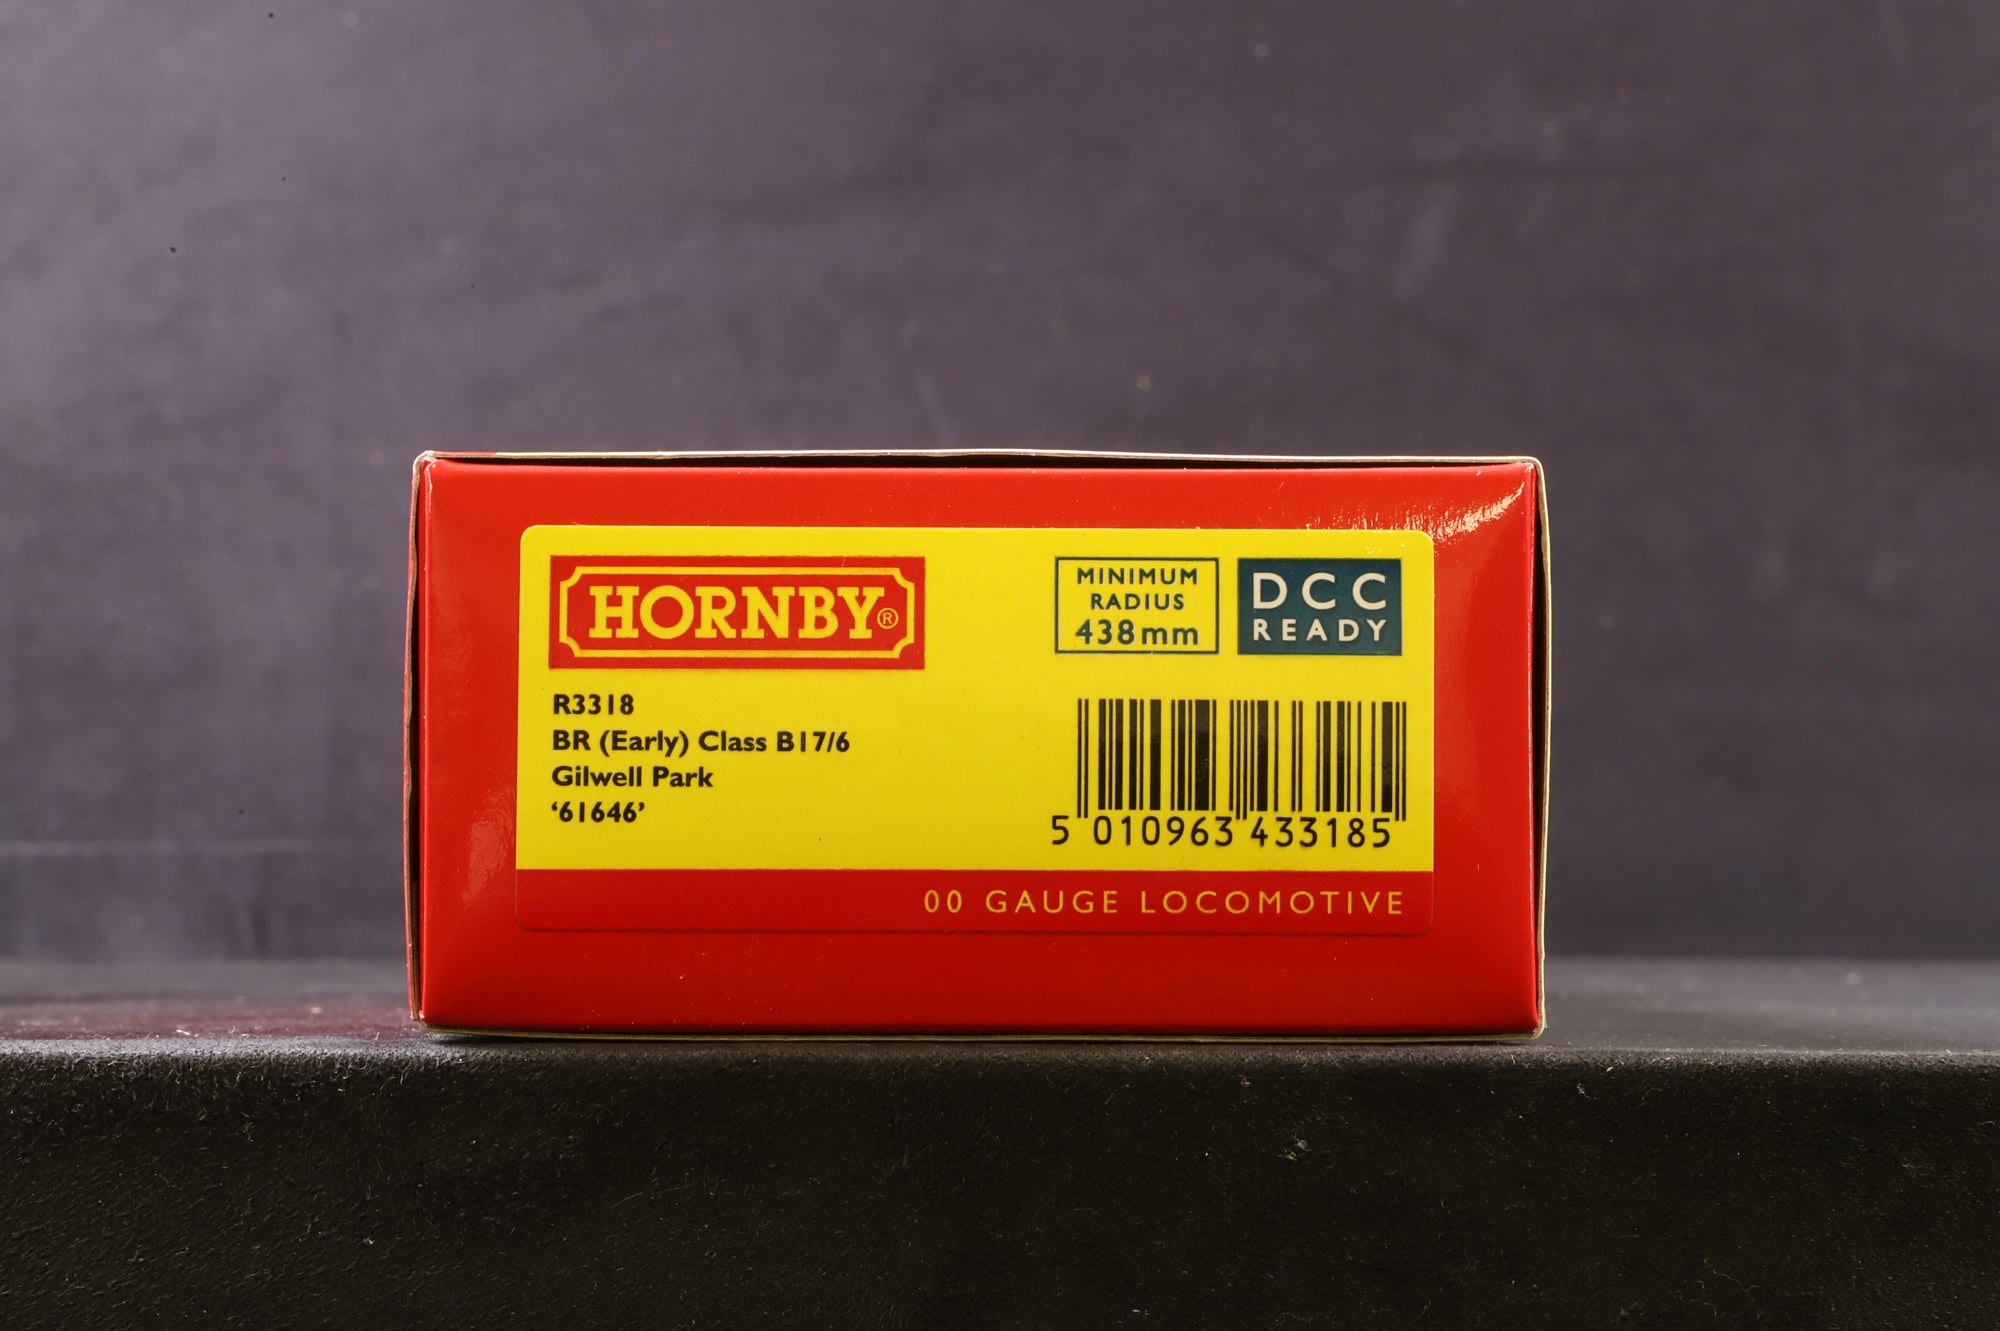 HORNBY®
MINIMUM
RADIUS
438mm
DCC
READY
R3318
BR (Early) Class B17/6
Gilwell Park
‘61646’
5 010963 433185
00 GAUGE LOCOMOTIVE